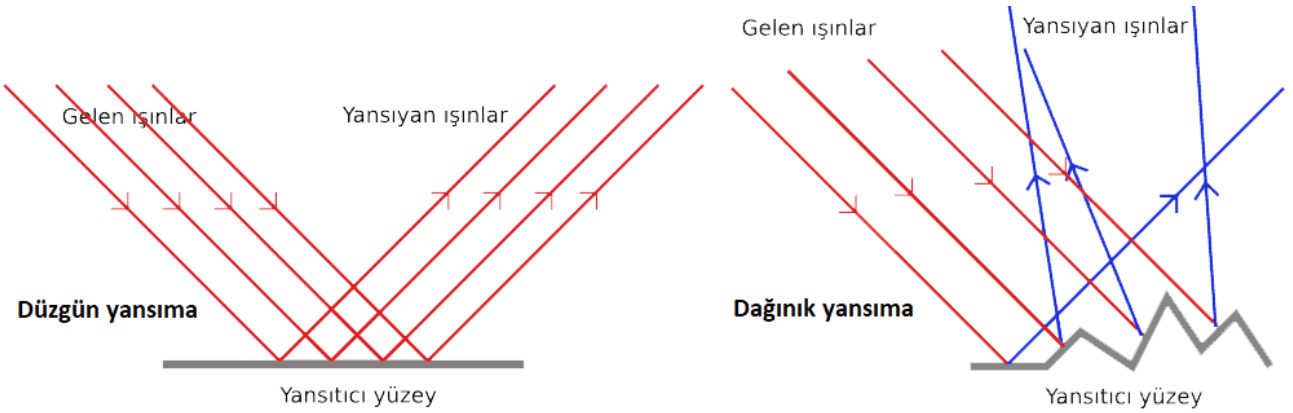 Gelen ışınlar
Yansıyan ışınlar
Düzgün yansıma
Yansıtıcı yüzey
Gelen ışınlar
Yansıyan ışınlar
Dağınık yansıma
Yansıtıcı yüzey